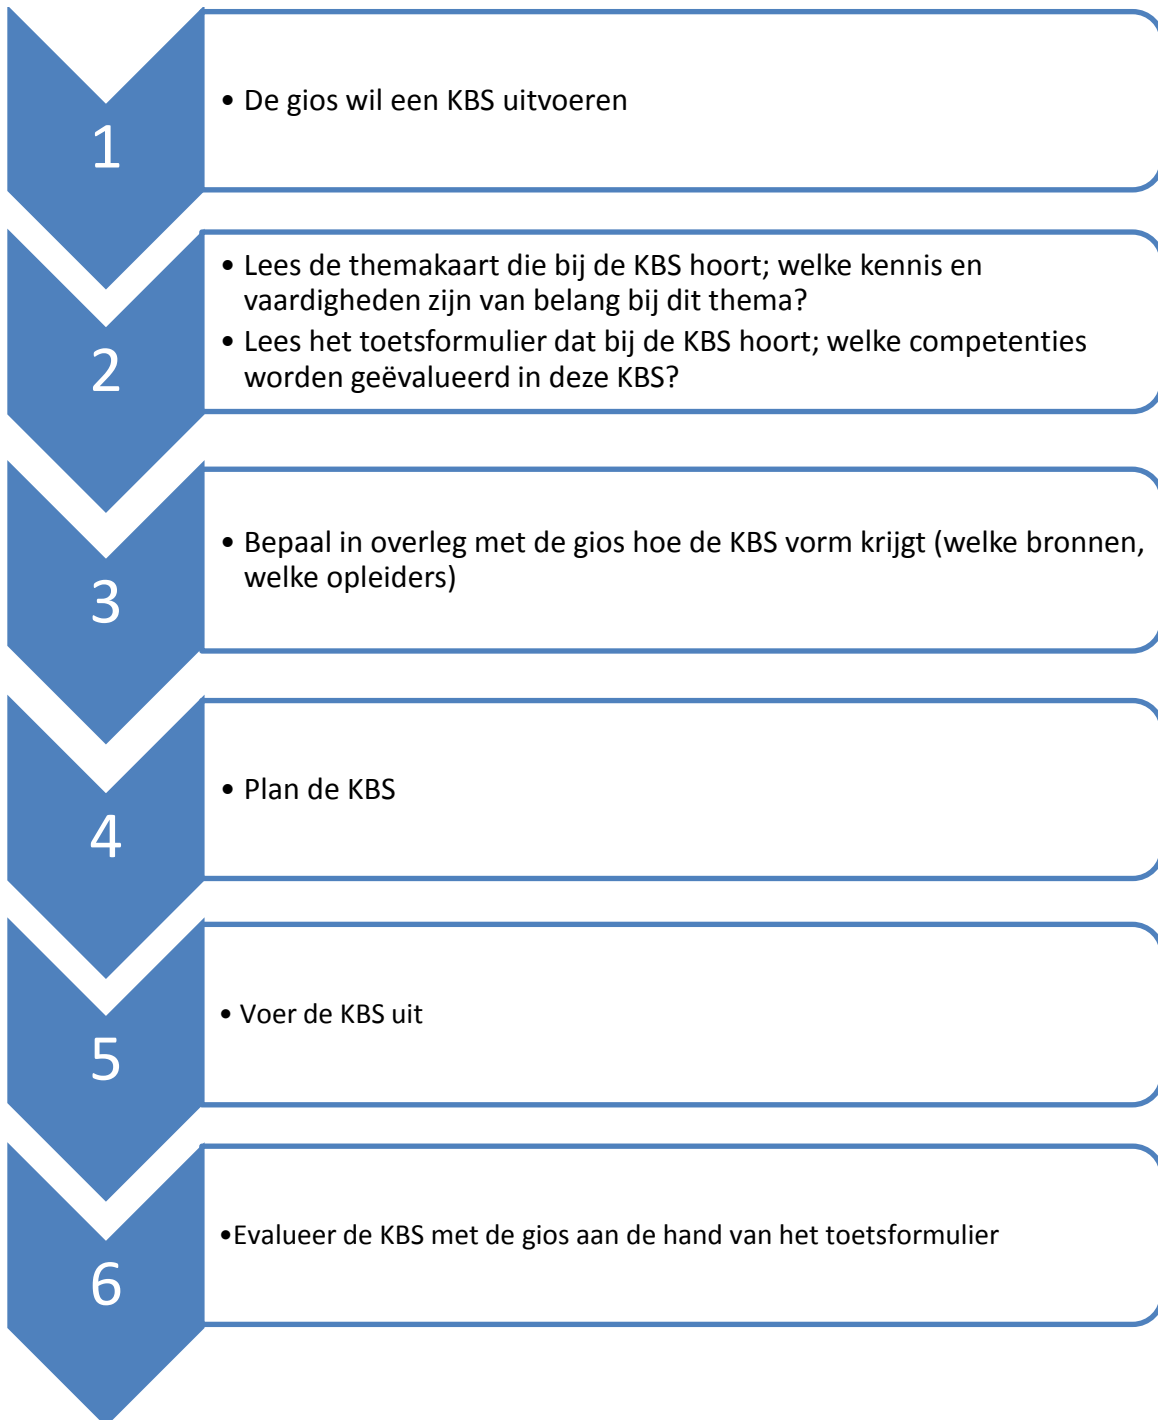 1
• De gios wil een KBS uitvoeren
2
• Lees de themakaart die bij de KBS hoort; welke kennis en
vaardigheden zijn van belang bij dit thema?
• Lees het toetsformulier dat bij de KBS hoort; welke competenties
worden geëvalueerd in deze KBS?
3
• Bepaal in overleg met de gios hoe de KBS vorm krijgt (welke bronnen,
welke opleiders)
4
• Plan de KBS
5
• Voer de KBS uit
6
•Evalueer de KBS met de gios aan de hand van het toetsformulier